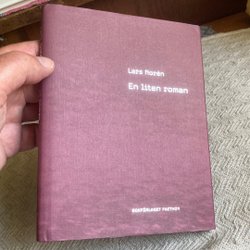 Lars Norén
En liten roman
BOKFÖRLAGET FAETHON